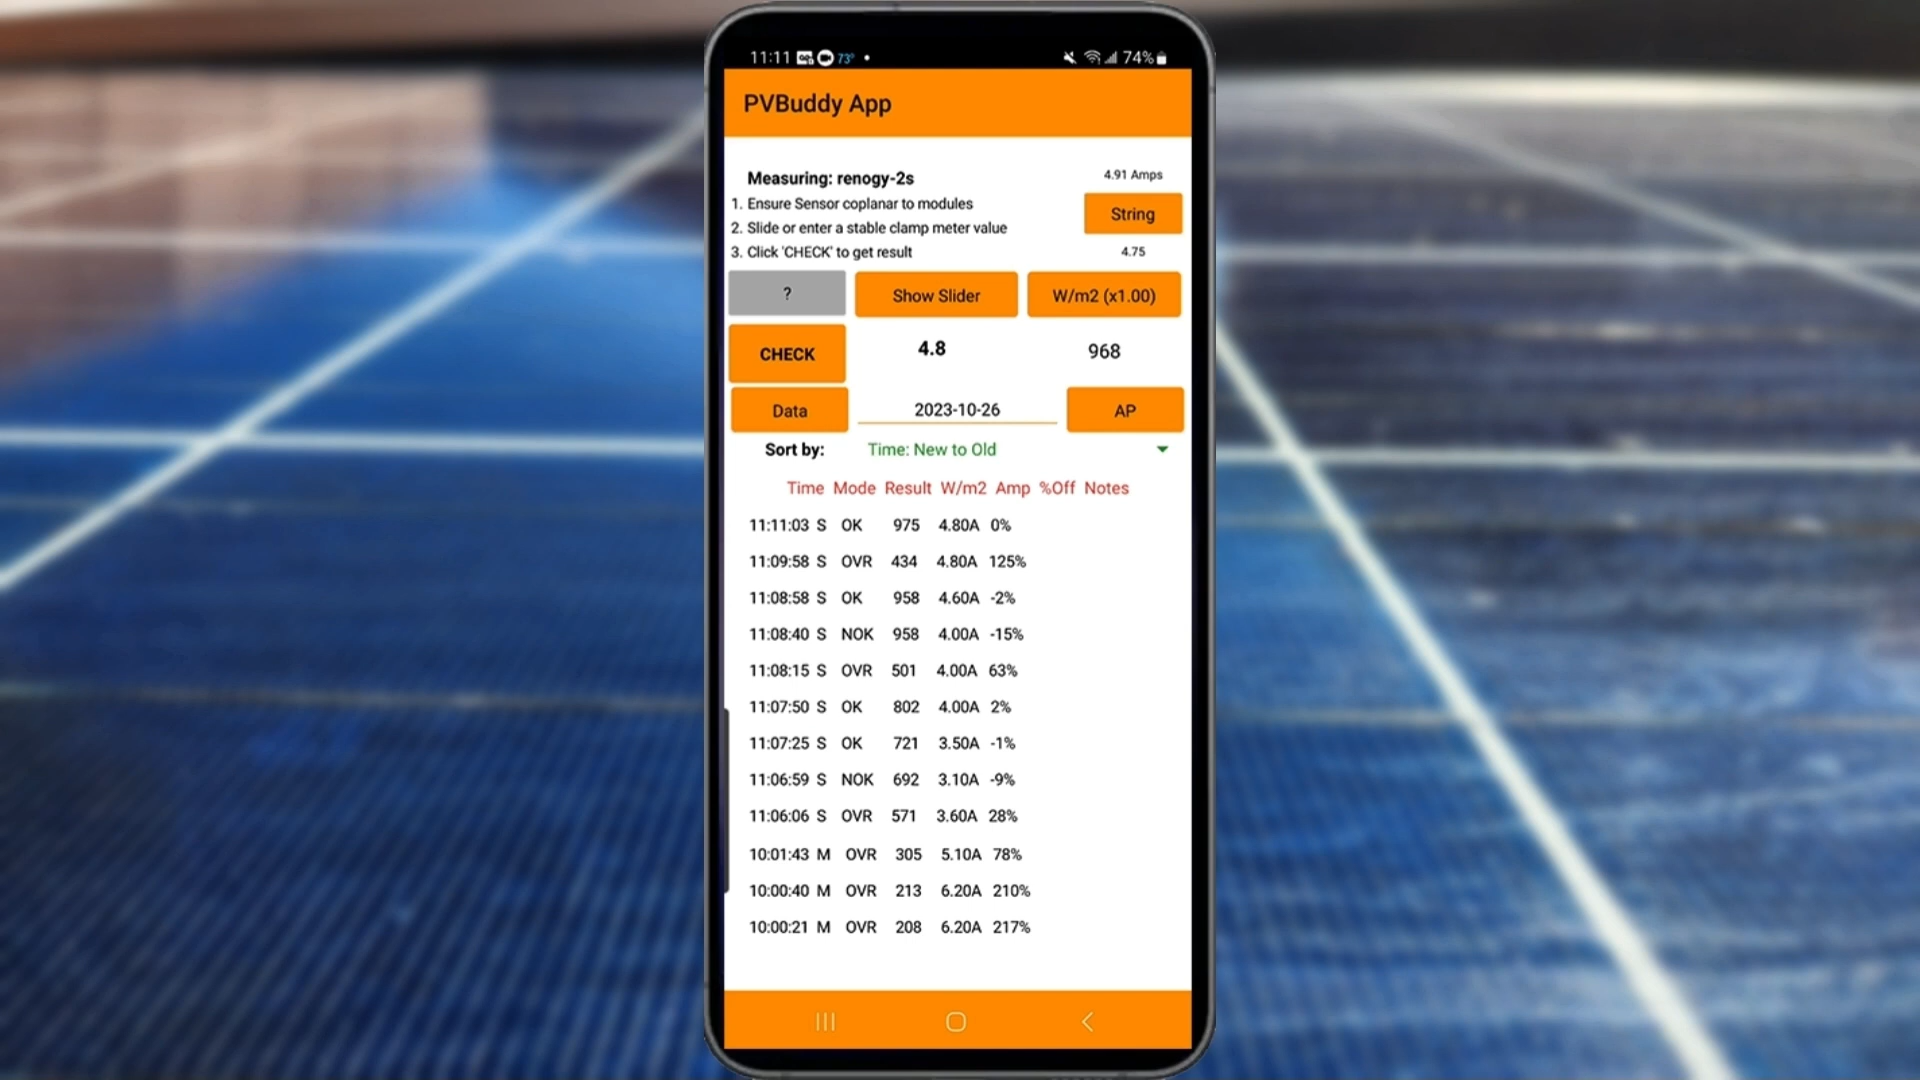 11:11 73° 74%
PVBuddy App
Measuring: renogy-2s 4.91 Amps
1. Ensure Sensor coplanar to modules
String
2. Slide or enter a stable clamp meter value
3. Click 'CHECK' to get result 4.75
? Show Slider W/m2 (x1.00)
CHECK 4.8 968
Data 2023-10-26 AP
Sort by: Time: New to Old
Time Mode Result W/m2 Amp %Off Notes
11:11:03 S OK 975 4.80A 0%
11:09:58 S OVR 434 4.80A 125%
11:08:58 S OK 958 4.60A -2%
11:08:40 S NOK 958 4.00A -15%
11:08:15 S OVR 501 4.00A 63%
11:07:50 S OK 802 4.00A 2%
11:07:25 S OK 721 3.50A -1%
11:06:59 S NOK 692 3.10A -9%
11:06:06 S OVR 571 3.60A 28%
10:01:43 M OVR 305 5.10A 78%
10:00:40 M OVR 213 6.20A 210%
10:00:21 M OVR 208 6.20A 217%